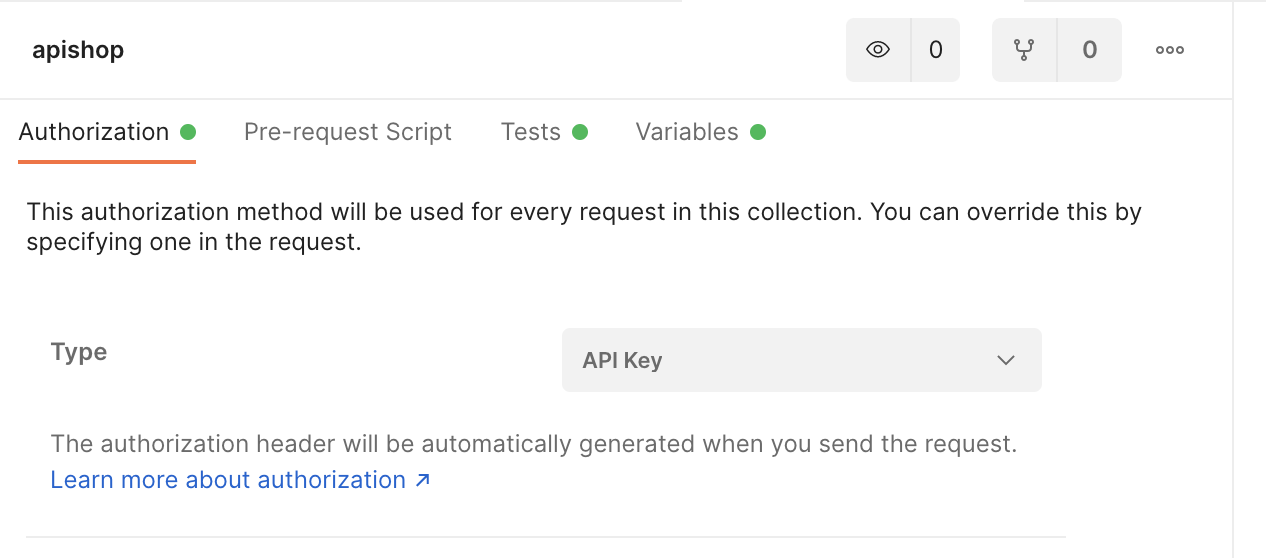 apishop
0
0
Authorization
Pre-request Script
Tests
Variables
This authorization method will be used for every request in this collection. You can override this by
specifying one in the request.
Type
API Key
The authorization header will be automatically generated when you send the request.
Learn more about authorization ↗